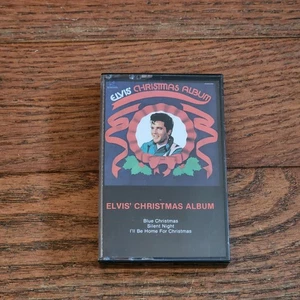 ELVIS' CHRISTMAS ALBUM
ELVIS' CHRISTMAS ALBUM
Blue Christmas
Silent Night
I'll Be Home For Christmas